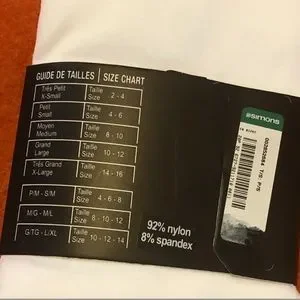 GUIDE DE TAILLES | SIZE CHART
Très Petit
X-Small
Taille
Size
2 - 4
Petit
Small
Taille
Size
4 - 6
Moyen
Medium
Taille
Size
8 - 10
Grand
Large
Taille
Size
10 - 12
Très Grand
X-Large
Taille
Size
14 - 16
P/M - S/M
Taille
Size
4 - 6 - 8
M/G - M/L
Taille
Size
8 - 10 - 12
G/TG - L/XL
Taille
Size
10 - 12 - 14
92% nylon
8% spandex
simons
T/S: P/S